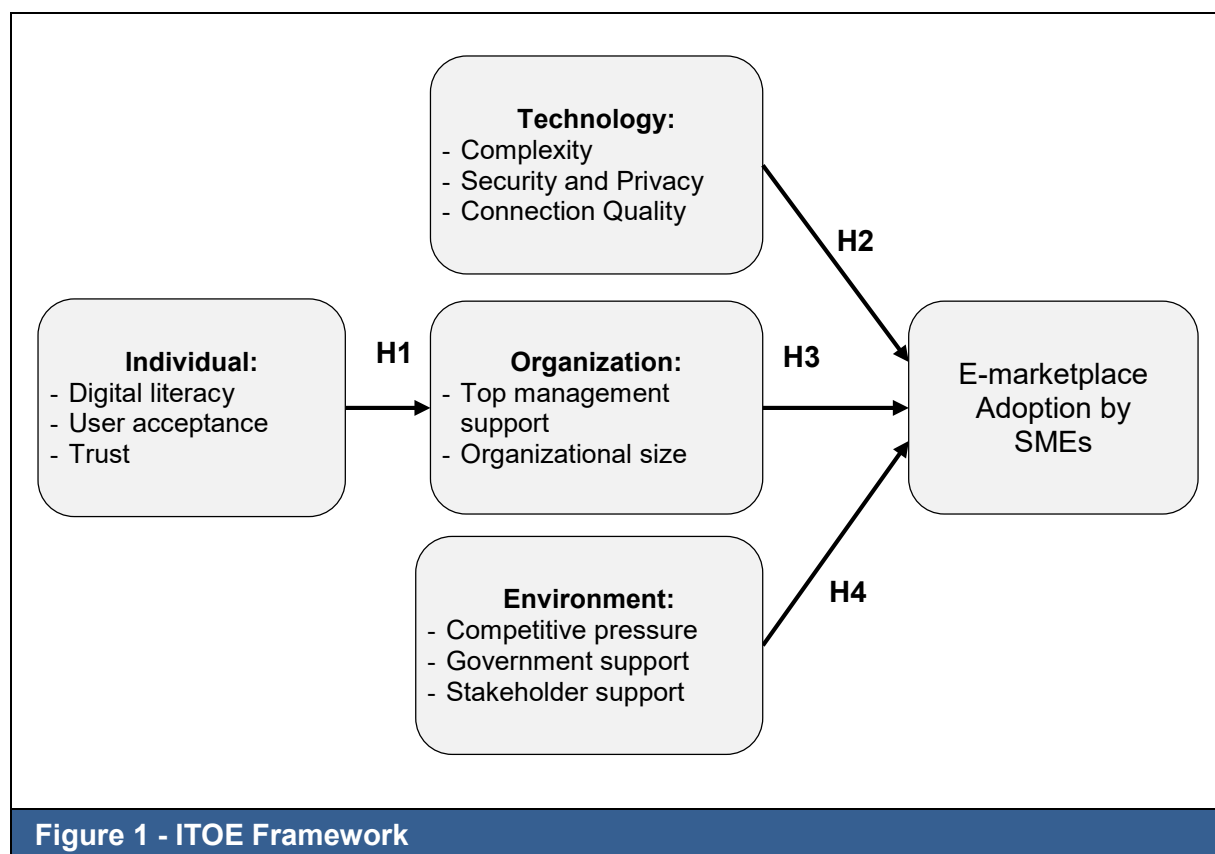 Technology:
- Complexity
- Security and Privacy
- Connection Quality
H2
Individual:
- Digital literacy
- User acceptance
- Trust
H1
Organization:
- Top management
support
- Organizational size
H3
E-marketplace
Adoption by
SMEs
Environment:
- Competitive pressure
- Government support
- Stakeholder support
H4
Figure 1 - ITOE Framework